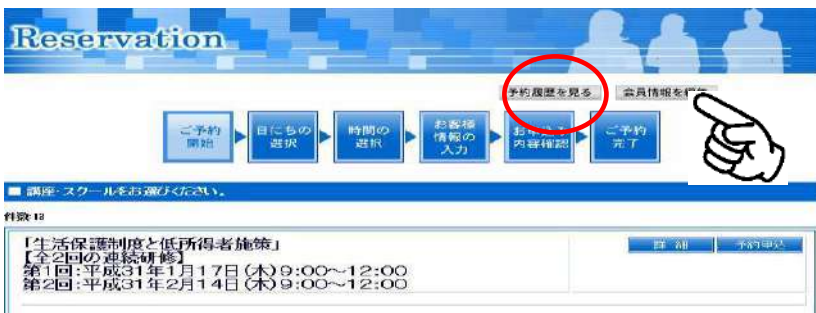 Reservation
予約履歴を見る
会員情報を
ご予約
開始
日にちの
選択
時間の
選択
お客様
情報の
入力
内容確認
ご予約
完了
■ 講座・スクールをお選びください。
件数:13
「生活保護制度と低所得者施策」
詳 細
予約申込
【全2回の連続研修】
第1回:平成31年1月17日(木)9:00~12:00
第2回:平成31年2月14日(木)9:00~12:00